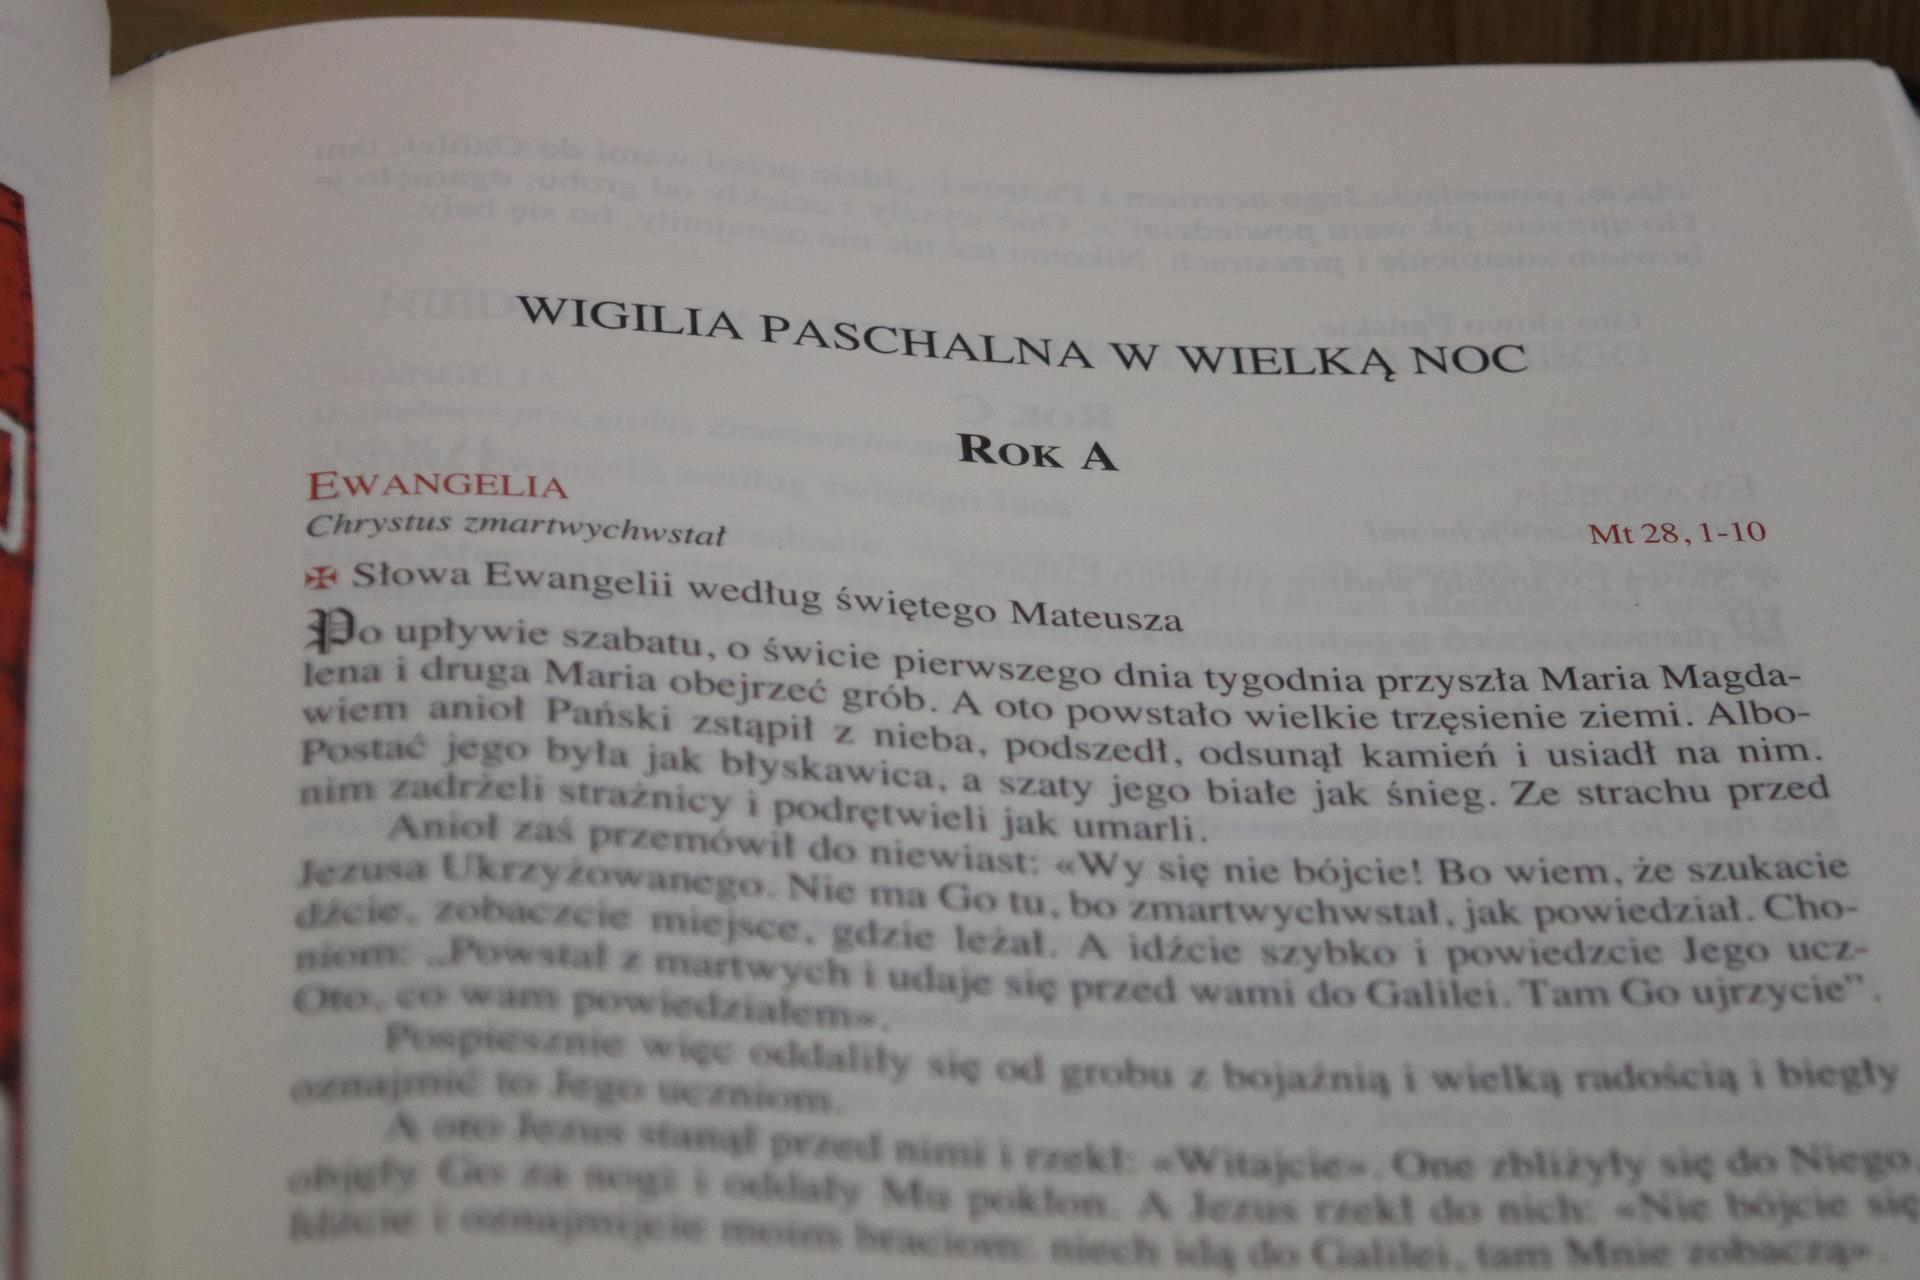 WIGILIA PASCHALNA W WIELKĄ NOC
ROK A
EWANGELIA
Chrystus zmartwychwstał
Mt 28, 1-10
✠ Słowa Ewangelii według świętego Mateusza
Po upływie szabatu, o świcie pierwszego dnia tygodnia przyszła Maria Magda-
lena i druga Maria obejrzeć grób. A oto powstało wielkie trzęsienie ziemi. Albo-
wiem anioł Pański zstąpił z nieba, podszedł, odsunął kamień i usiadł na nim.
Postać jego była jak błyskawica, a szaty jego białe jak śnieg. Ze strachu przed
nim zadrżeli strażnicy i podrętwieli jak umarli.
Anioł zaś przemówił do niewiast: «Wy się nie bójcie! Bo wiem, że szukacie
Jezusa Ukrzyżowanego. Nie ma Go tu, bo zmartwychwstał, jak powiedział. Cho-
dźcie, zobaczcie miejsce, gdzie leżał. A idźcie szybko i powiedzcie Jego ucz-
niom: „Powstał z martwych i udaje się przed wami do Galilei. Tam Go ujrzycie”.
Oto, co wam powiedziałem».
Pospiesznie więc oddaliły się od grobu z bojaźnią i wielką radością i biegły
oznajmić to Jego uczniom.
A oto Jezus stanął przed nimi i rzekł: «Witajcie». One zbliżyły się do Niego,
objęły Go za nogi i oddały Mu pokłon. A Jezus rzekł do nich: «Nie bójcie się
Idźcie i oznajmijcie moim braciom: niech idą do Galilei, tam Mnie zobaczą».